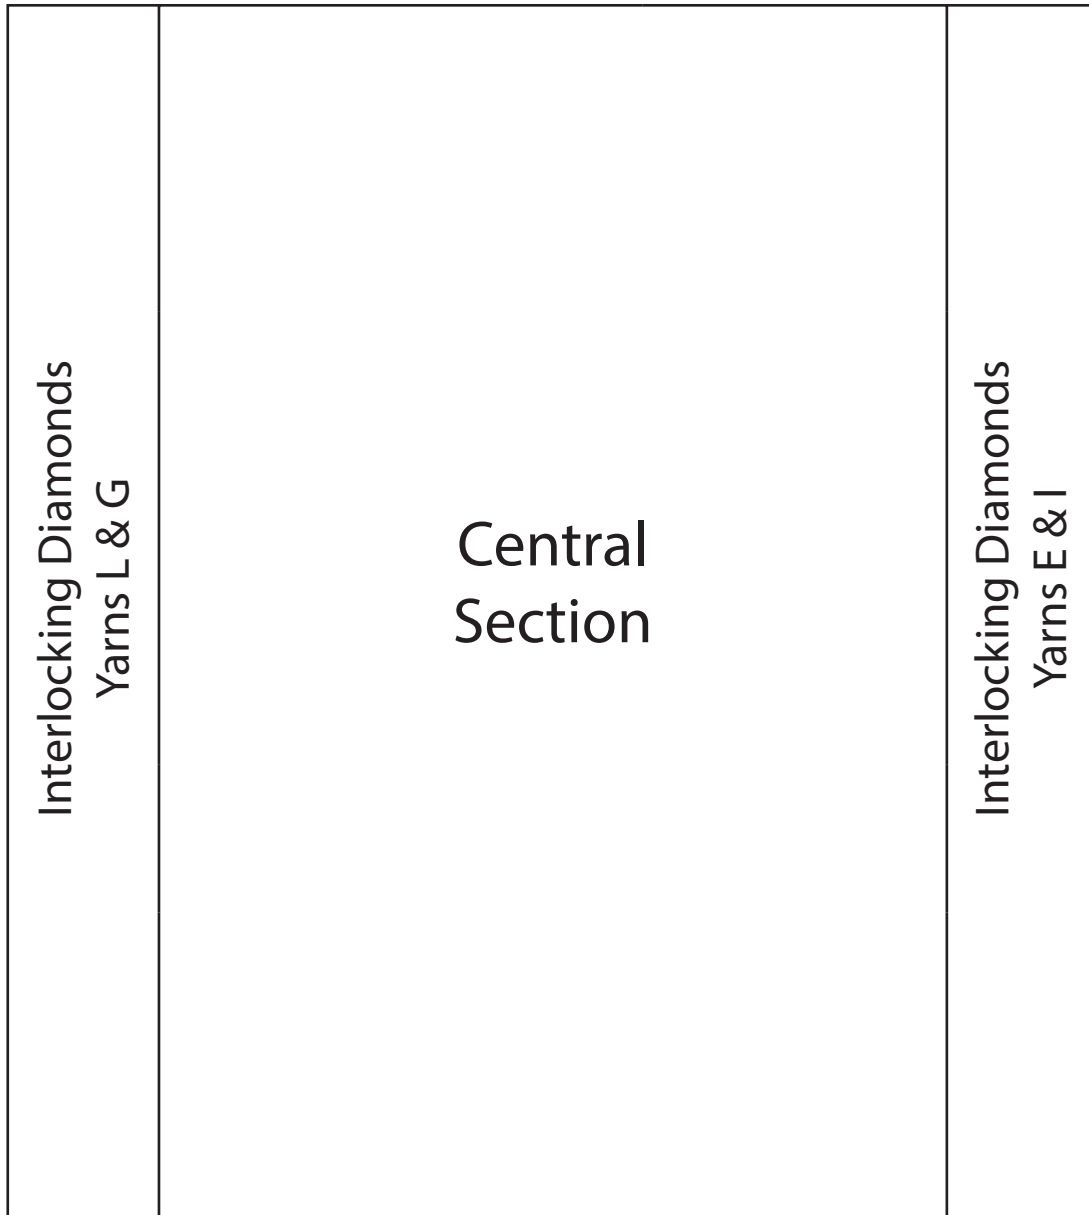 Interlocking Diamonds
Yarns L & G
Central
Section
Interlocking Diamonds
Yarns E & I